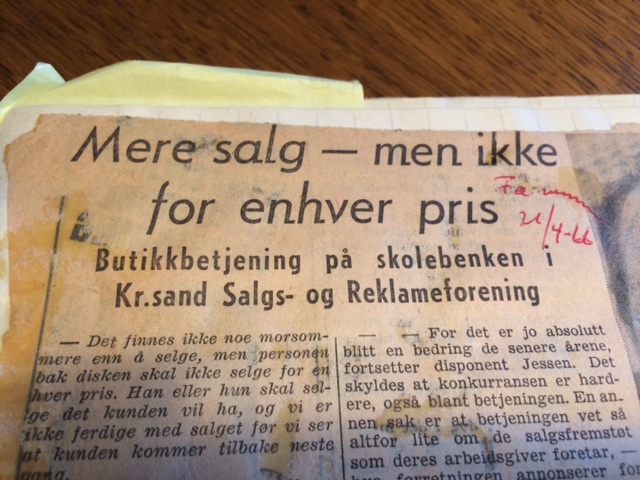 Mere salg — men ikke
for enhver pris
21/4-66
Butikkbetjening på skolebenken i
Kr.sand Salgs- og Reklameforening
— Det finnes ikke noe morsom-
mere enn å selge, men personen
bak disken skal ikke selge for en
hver pris. Han eller hun skal sel-
ge det kunden vil ha, og vi er
ikke ferdige med salget før vi ser
at kunden kommer tilbake neste
gang.
— — For det er jo absolutt
blitt en bedring de senere årene,
fortsetter disponent Jessen. Det
skyldes at konkurransen er hard-
ere, også blant betjeningen. En an-
nen sak er at betjeningen vet så
altfor lite om de salgsfremstøt
som deres arbeidsgiver foretar, —
forretningen annonserer for